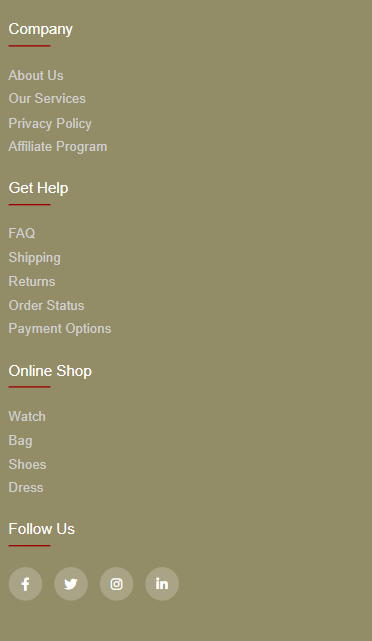 Company
About Us
Our Services
Privacy Policy
Affiliate Program
Get Help
FAQ
Shipping
Returns
Order Status
Payment Options
Online Shop
Watch
Bag
Shoes
Dress
Follow Us